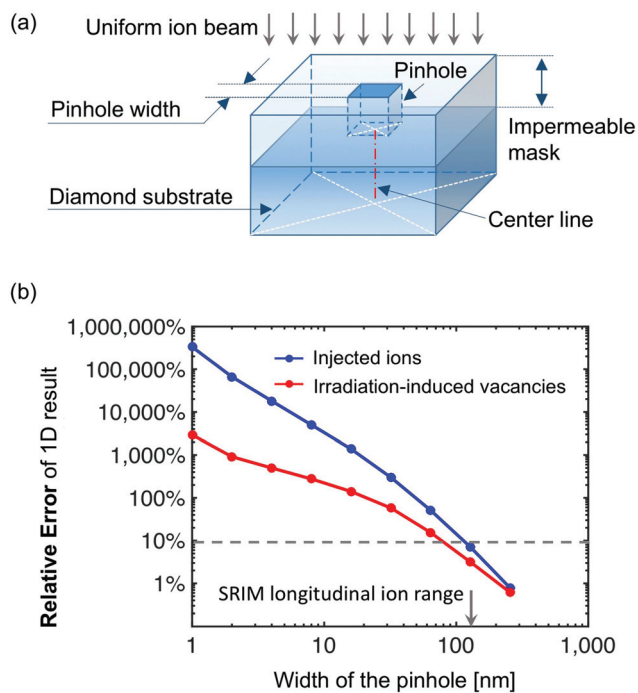 (a)
Uniform ion beam
Pinhole
Pinhole width
Impermeable
mask
Diamond substrate
Center line
(b)
Relative Error of 1D result
1,000,000%
100,000%
10,000%
1,000%
100%
10%
1%
Injected ions
Irradiation-induced vacancies
SRIM longitudinal ion range
1
10
100
1,000
Width of the pinhole [nm]